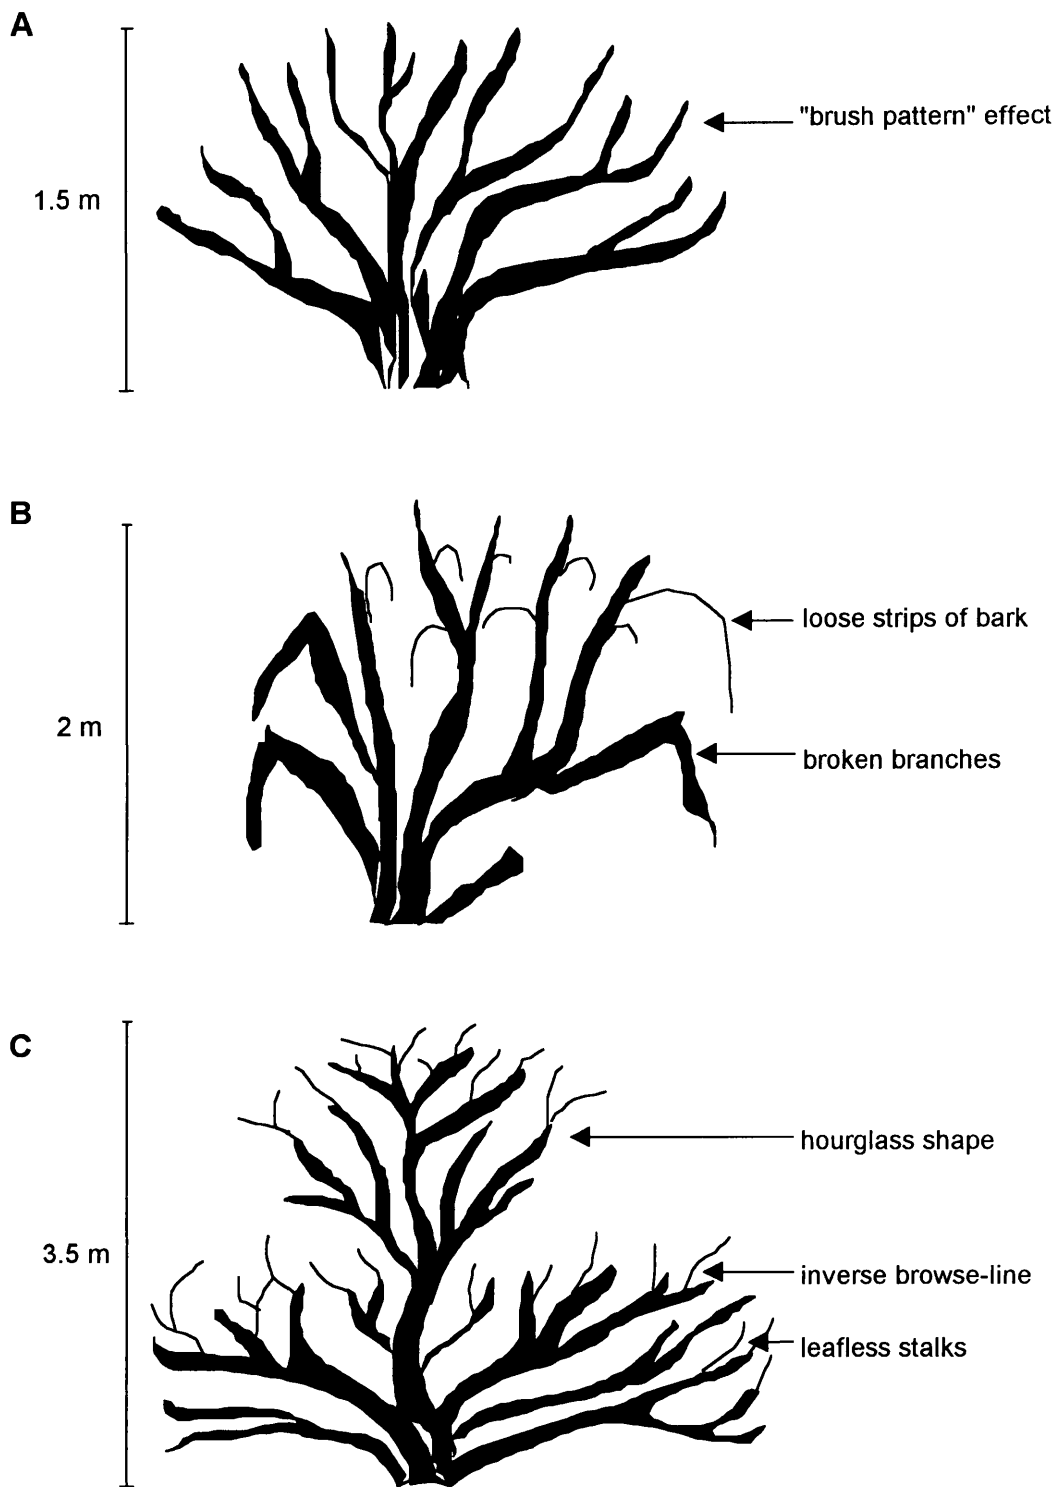 A
"brush pattern" effect
1.5 m
B
loose strips of bark
2 m
broken branches
C
hourglass shape
3.5 m
inverse browse-line
leafless stalks